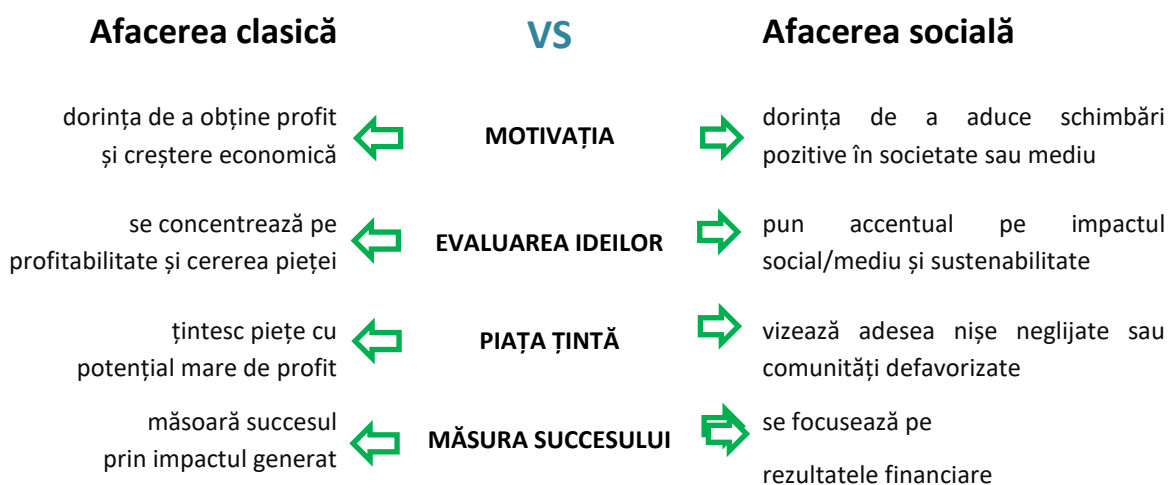 Afacerea clasică VS Afacerea socială
dorința de a obține profit
și creștere economică
MOTIVAȚIA
dorința de a aduce schimbări
pozitive în societate sau mediu
se concentrează pe
profitabilitate și cererea pieței
EVALUAREA IDEILOR
pun accentual pe impactul
social/mediu și sustenabilitate
țintesc piețe cu
potențial mare de profit
PIAȚA ȚINTĂ
vizează adesea nișe neglijate sau
comunități defavorizate
măsoară succesul
prin impactul generat
MĂSURA SUCCESULUI
se focusează pe
rezultatele financiare